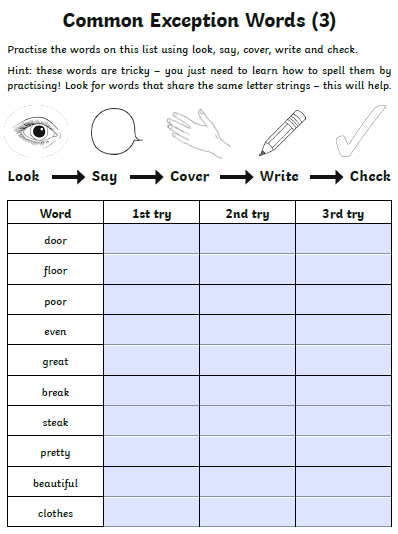 Common Exception Words (3)
Practise the words on this list using look, say, cover, write and check.
Hint: these words are tricky – you just need to learn how to spell them by
practising! Look for words that share the same letter strings – this will help.
Look Say Cover Write Check
Word 1st try 2nd try 3rd try
door
floor
poor
even
great
break
steak
pretty
beautiful
clothes